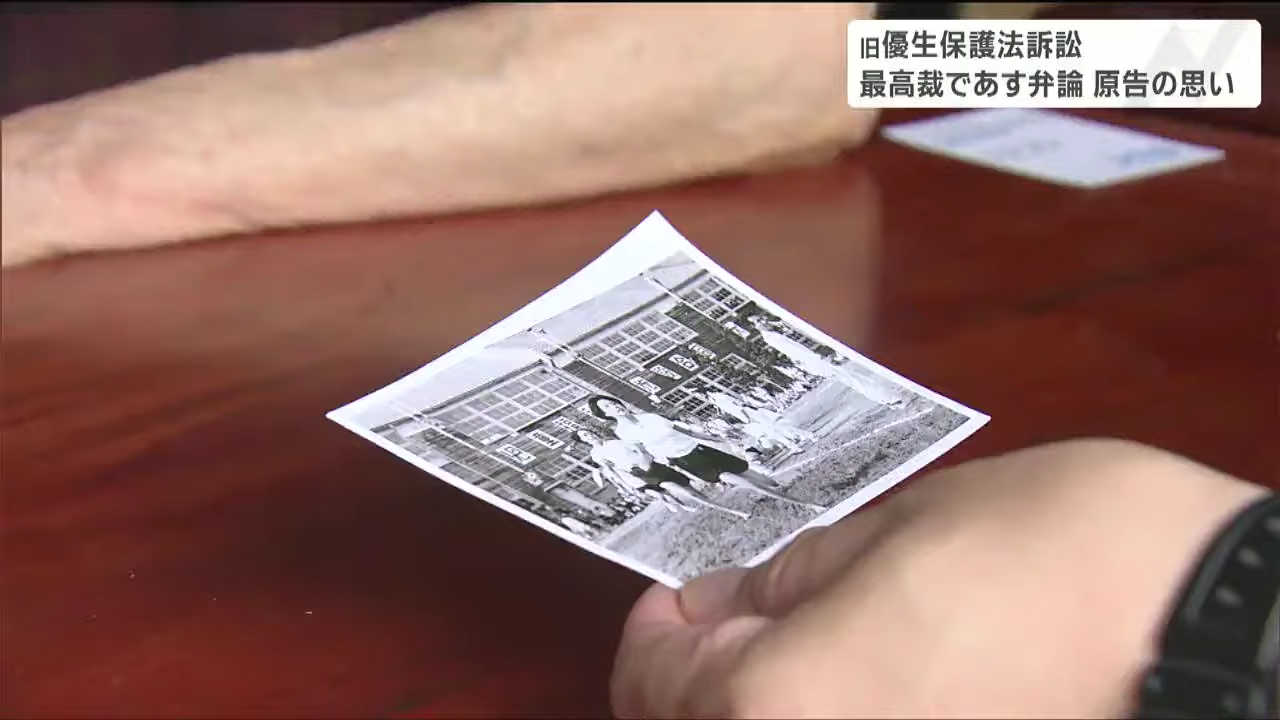 旧優生保護法訴訟
最高裁であす弁論 原告の思い